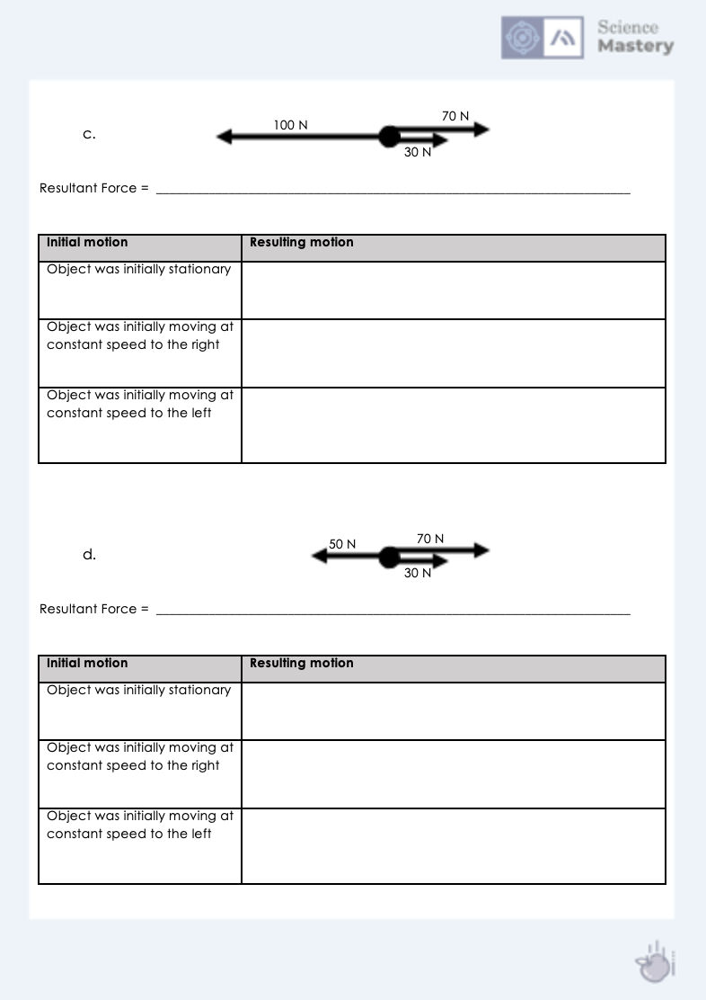 Science
Mastery
c.
100 N
70 N
30 N
Resultant Force = ___________________________________________________________________________
Initial motion
Resulting motion
Object was initially stationary
Object was initially moving at
constant speed to the right
Object was initially moving at
constant speed to the left
d.
50 N
70 N
30 N
Resultant Force = ___________________________________________________________________________
Initial motion
Resulting motion
Object was initially stationary
Object was initially moving at
constant speed to the right
Object was initially moving at
constant speed to the left